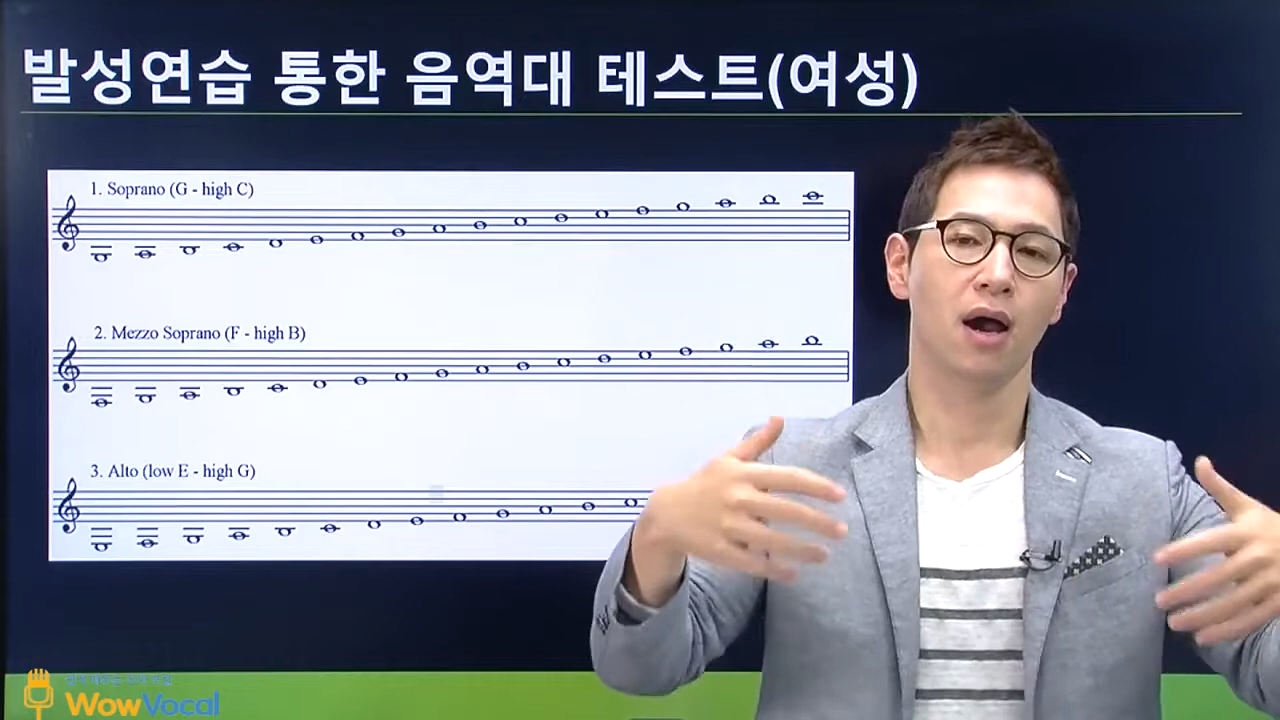 발성연습 통한 음역대 테스트(여성)
1. Soprano (G - high C)
2. Mezzo Soprano (F - high B)
3. Alto (low E - high G)
WowVocal